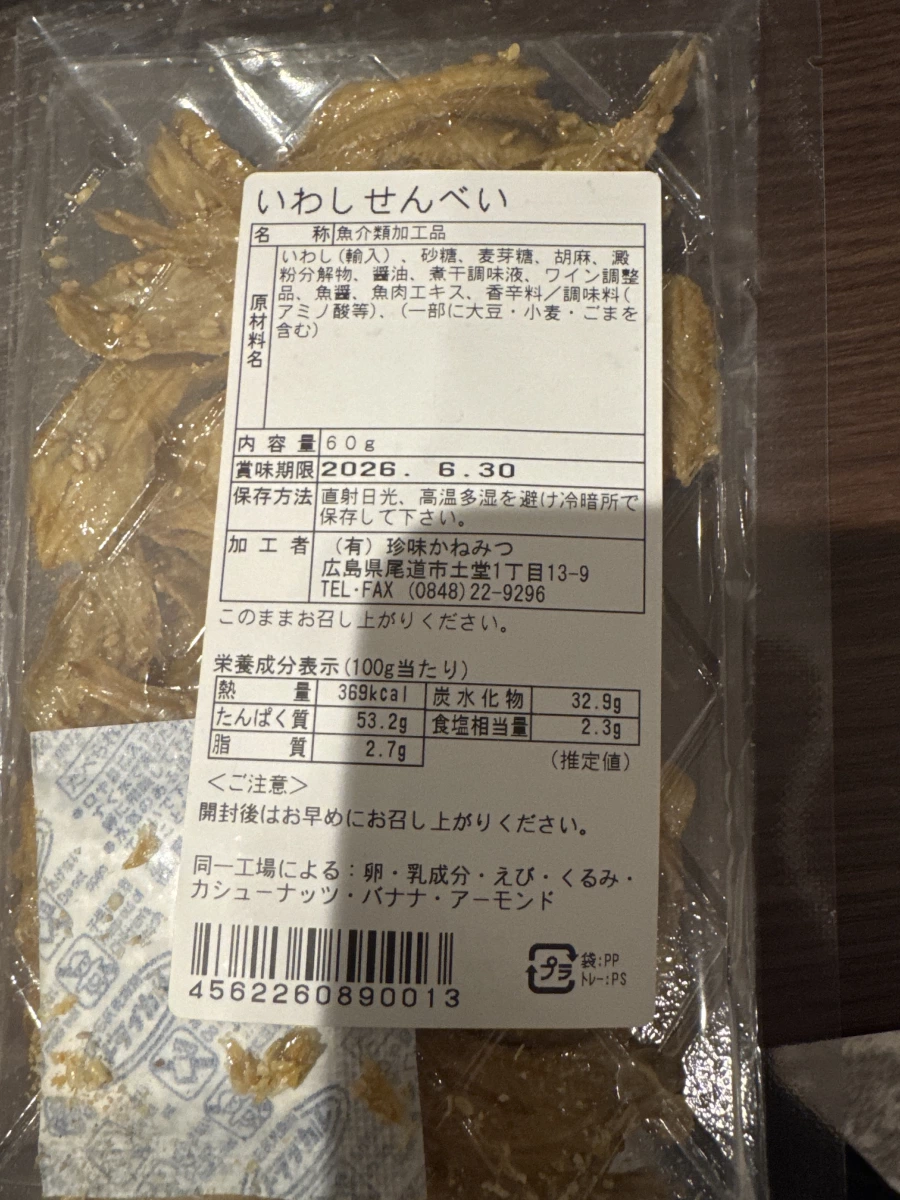 いわしせんべい
名 称 魚介類加工品
原材料名 いわし(輸入)、砂糖、麦芽糖、胡麻、澱
粉分解物、醤油、煮干調味液、ワイン調整
品、魚醤、魚肉エキス、香辛料／調味料(
アミノ酸等)、(一部に大豆・小麦・ごまを
含む)
内容量 60g
賞味期限 2026. 6.30
保存方法 直射日光、高温多湿を避け冷暗所で
保存して下さい。
加工者 (有)珍味かねみつ
広島県尾道市土堂1丁目13-9
TEL･FAX (0848)22-9296
このままお召し上がりください。
栄養成分表示(100g当たり)
熱量 369kcal 炭水化物 32.9g
たんぱく質 53.2g 食塩相当量 2.3g
脂質 2.7g
(推定値)
＜ご注意＞
開封後はお早めにお召し上がりください。
同一工場による：卵・乳成分・えび・くるみ・
カシューナッツ・バナナ・アーモンド
4562260890013
プラ 袋:PP
トレー:PS